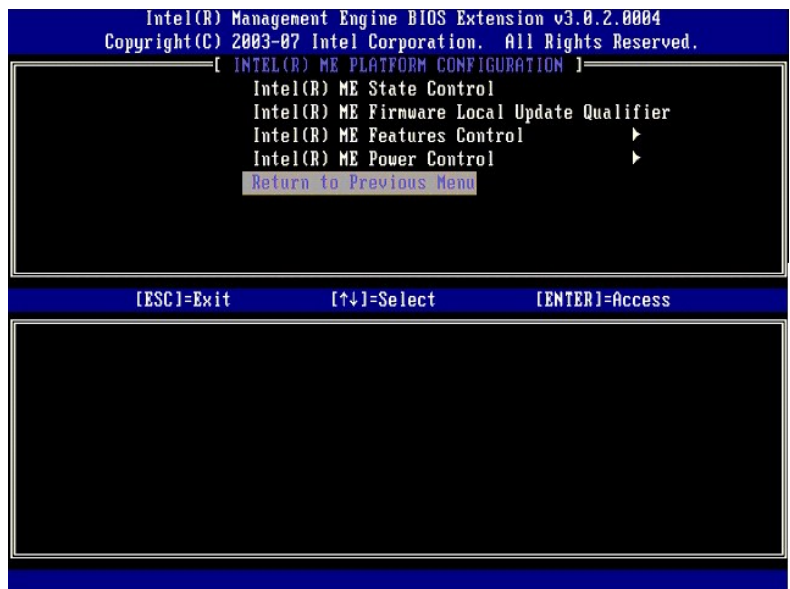 Intel(R) Management Engine BIOS Extension v3.0.2.0004
Copyright(C) 2003-07 Intel Corporation. All Rights Reserved.
[ INTEL(R) ME PLATFORM CONFIGURATION ]
Intel(R) ME State Control
Intel(R) ME Firmware Local Update Qualifier
Intel(R) ME Features Control ►
Intel(R) ME Power Control ►
Return to Previous Menu
[ESC]=Exit [↑↓]=Select [ENTER]=Access